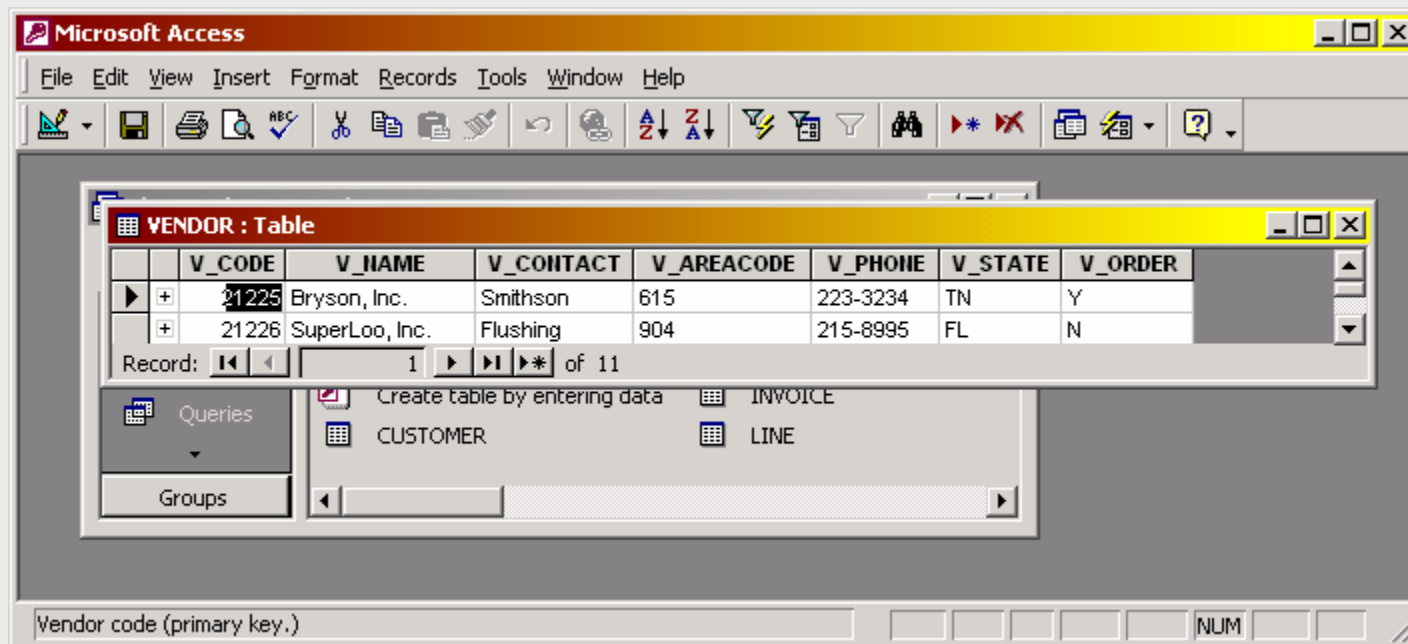 Microsoft Access
File Edit View Insert Format Records Tools Window Help
VENDOR : Table
V_CODE V_NAME V_CONTACT V_AREACODE V_PHONE V_STATE V_ORDER
21225 Bryson, Inc. Smithson 615 223-3234 TN Y
21226 SuperLoo, Inc. Flushing 904 215-8995 FL N
Record: 1 of 11
Create table by entering data INVOICE
Queries
CUSTOMER LINE
Groups
Vendor code (primary key.) NUM